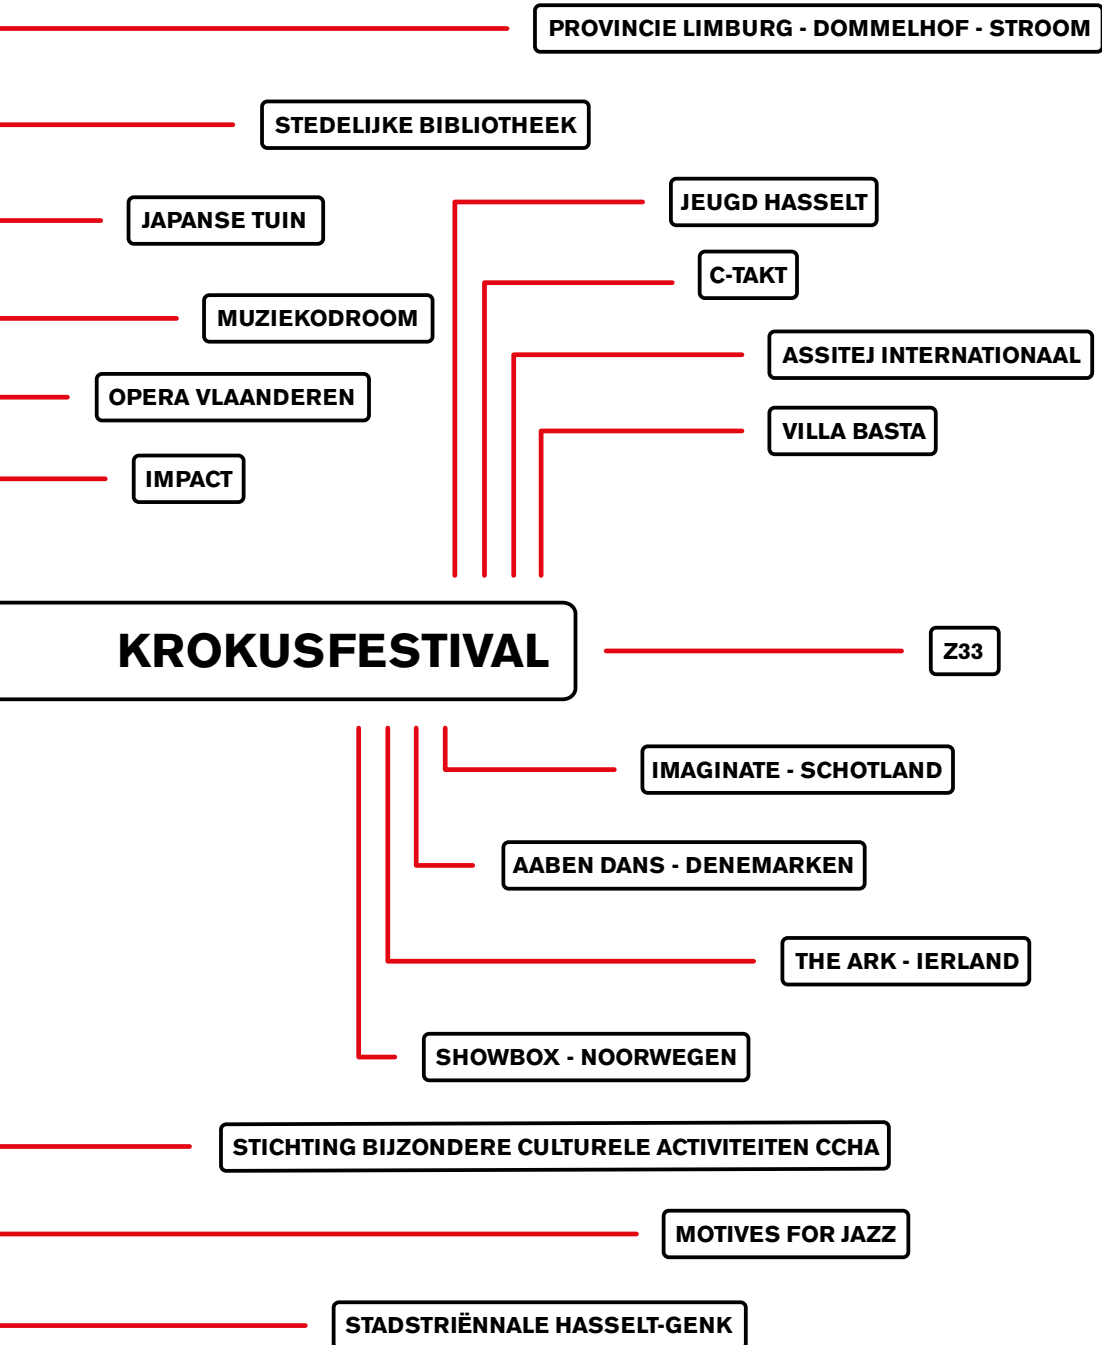 PROVINCIE LIMBURG - DOMMELHOF - STROOM
STEDELIJKE BIBLIOTHEEK
JEUGD HASSELT
JAPANSE TUIN
C-TAKT
MUZIEKODROOM
ASSITEJ INTERNATIONAAL
OPERA VLAANDEREN
VILLA BASTA
IMPACT
KROKUSFESTIVAL
Z33
IMAGINATE - SCHOTLAND
AABEN DANS - DENEMARKEN
THE ARK - IERLAND
SHOWBOX - NOORWEGEN
STICHTING BIJZONDERE CULTURELE ACTIVITEITEN CCHA
MOTIVES FOR JAZZ
STADSTRIËNNALE HASSELT-GENK